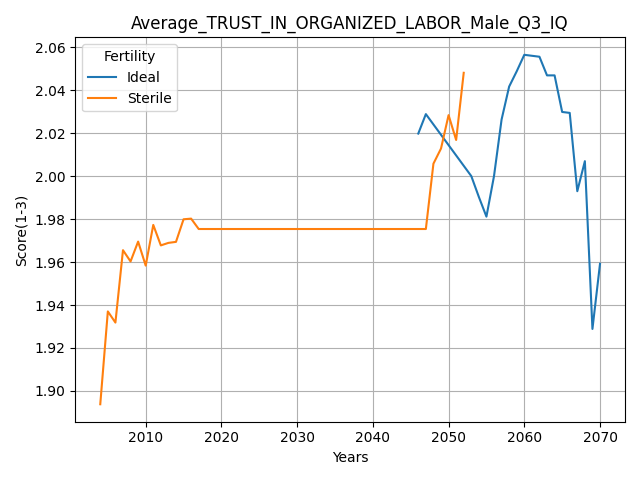 Average_TRUST_IN_ORGANIZED_LABOR_Male_Q3_IQ
Fertility
Ideal
Sterile
Score(1-3)
2.06
2.04
2.02
2.00
1.98
1.96
1.94
1.92
1.90
2010 2020 2030 2040 2050 2060 2070
Years